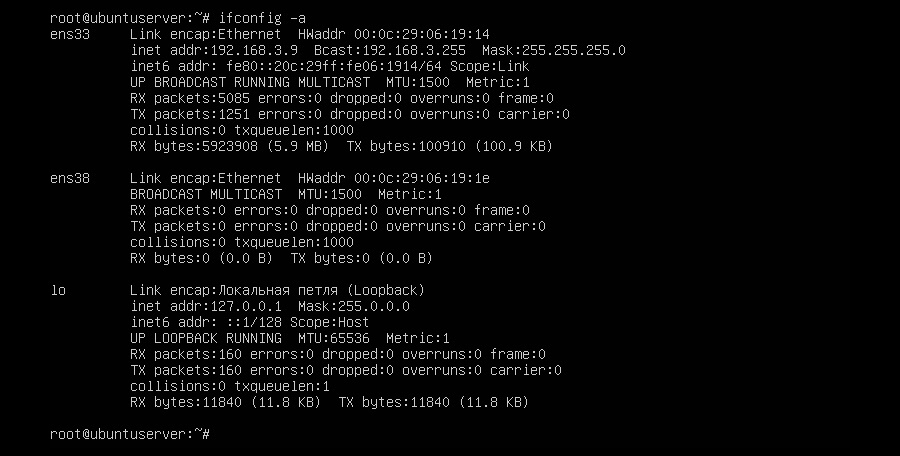 root@ubuntuserver:~# ifconfig -a
ens33     Link encap:Ethernet  HWaddr 00:0c:29:06:19:14
          inet addr:192.168.3.9  Bcast:192.168.3.255  Mask:255.255.255.0
          inet6 addr: fe80::20c:29ff:fe06:1914/64 Scope:Link
          UP BROADCAST RUNNING MULTICAST  MTU:1500  Metric:1
          RX packets:5085 errors:0 dropped:0 overruns:0 frame:0
          TX packets:1251 errors:0 dropped:0 overruns:0 carrier:0
          collisions:0 txqueuelen:1000
          RX bytes:5923908 (5.9 MB)  TX bytes:100910 (100.9 KB)

ens38     Link encap:Ethernet  HWaddr 00:0c:29:06:19:1e
          BROADCAST MULTICAST  MTU:1500  Metric:1
          RX packets:0 errors:0 dropped:0 overruns:0 frame:0
          TX packets:0 errors:0 dropped:0 overruns:0 carrier:0
          collisions:0 txqueuelen:1000
          RX bytes:0 (0.0 B)  TX bytes:0 (0.0 B)

lo        Link encap:Локальная петля (Loopback)
          inet addr:127.0.0.1  Mask:255.0.0.0
          inet6 addr: ::1/128 Scope:Host
          UP LOOPBACK RUNNING  MTU:65536  Metric:1
          RX packets:160 errors:0 dropped:0 overruns:0 frame:0
          TX packets:160 errors:0 dropped:0 overruns:0 carrier:0
          collisions:0 txqueuelen:1
          RX bytes:11840 (11.8 KB)  TX bytes:11840 (11.8 KB)

root@ubuntuserver:~#